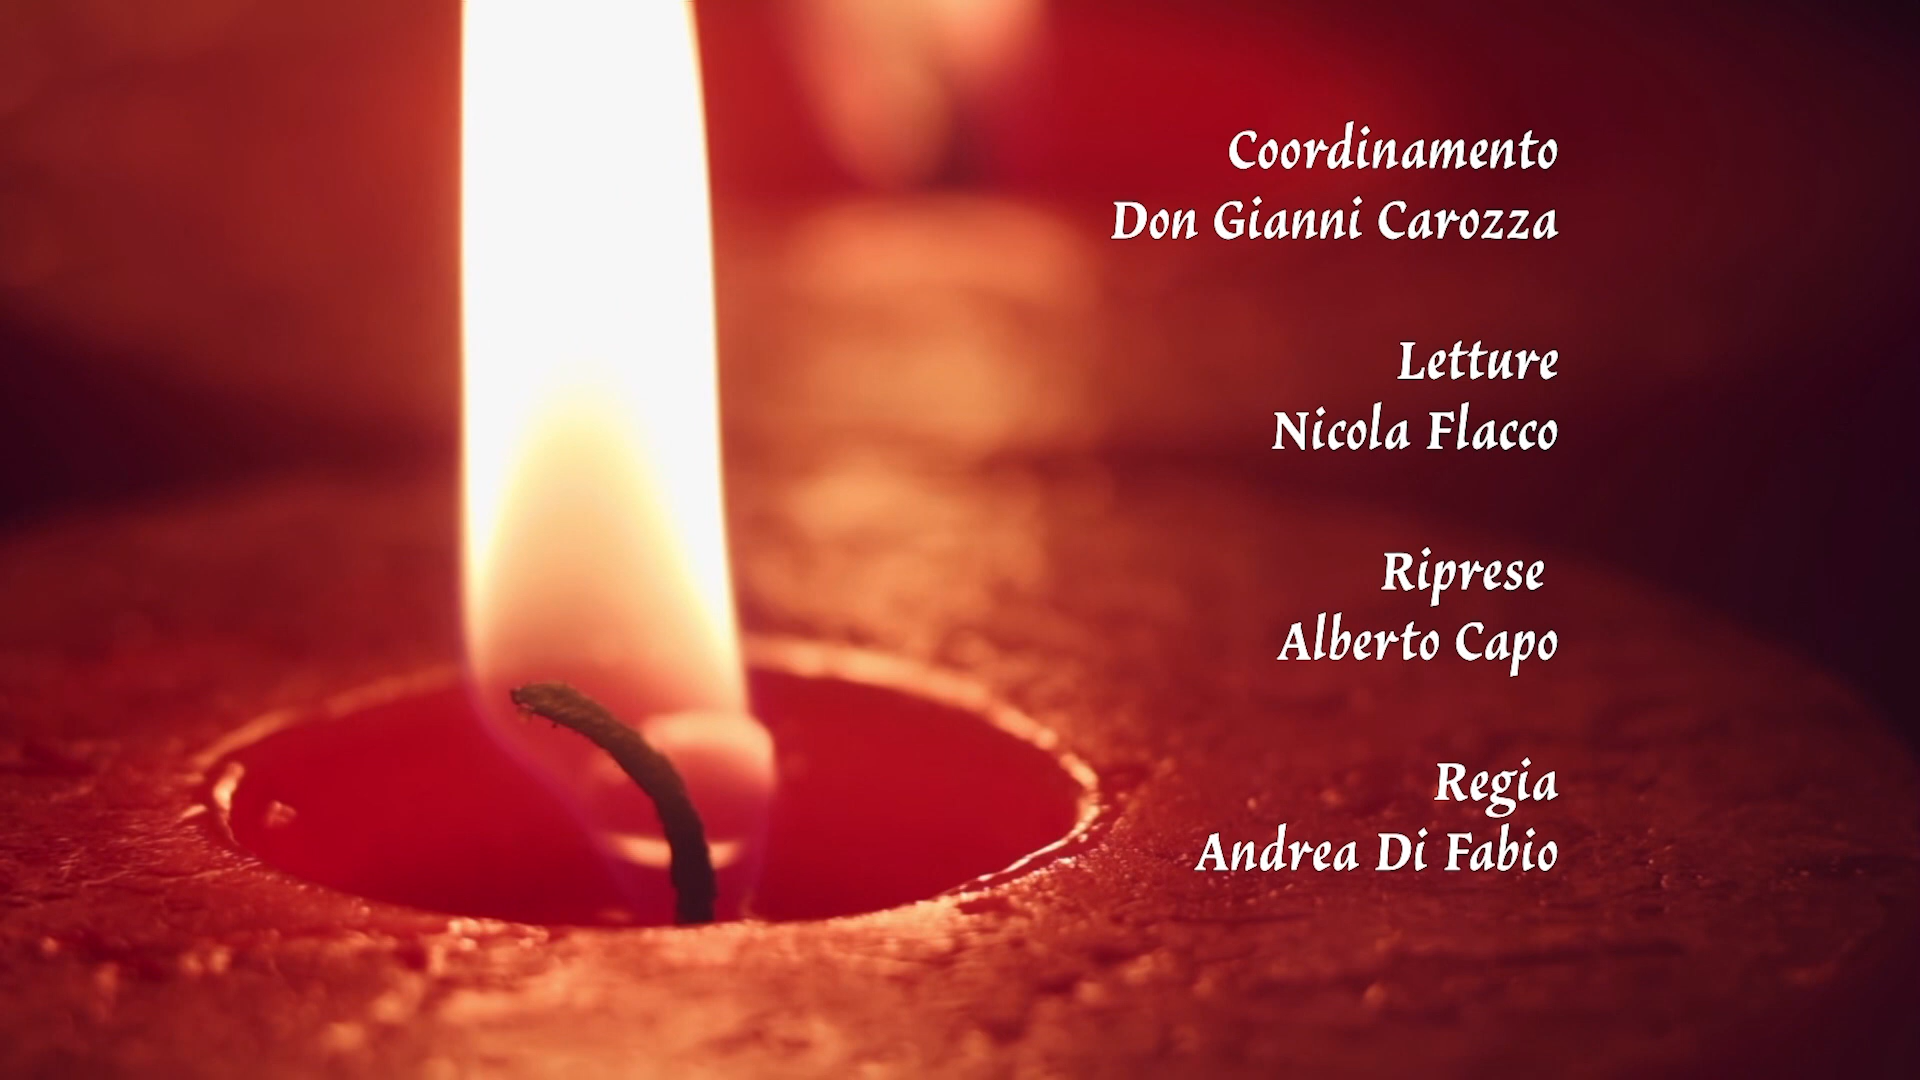 Coordinamento
Don Gianni Carozza
Letture
Nicola Flacco
Riprese
Alberto Capo
Regia
Andrea Di Fabio